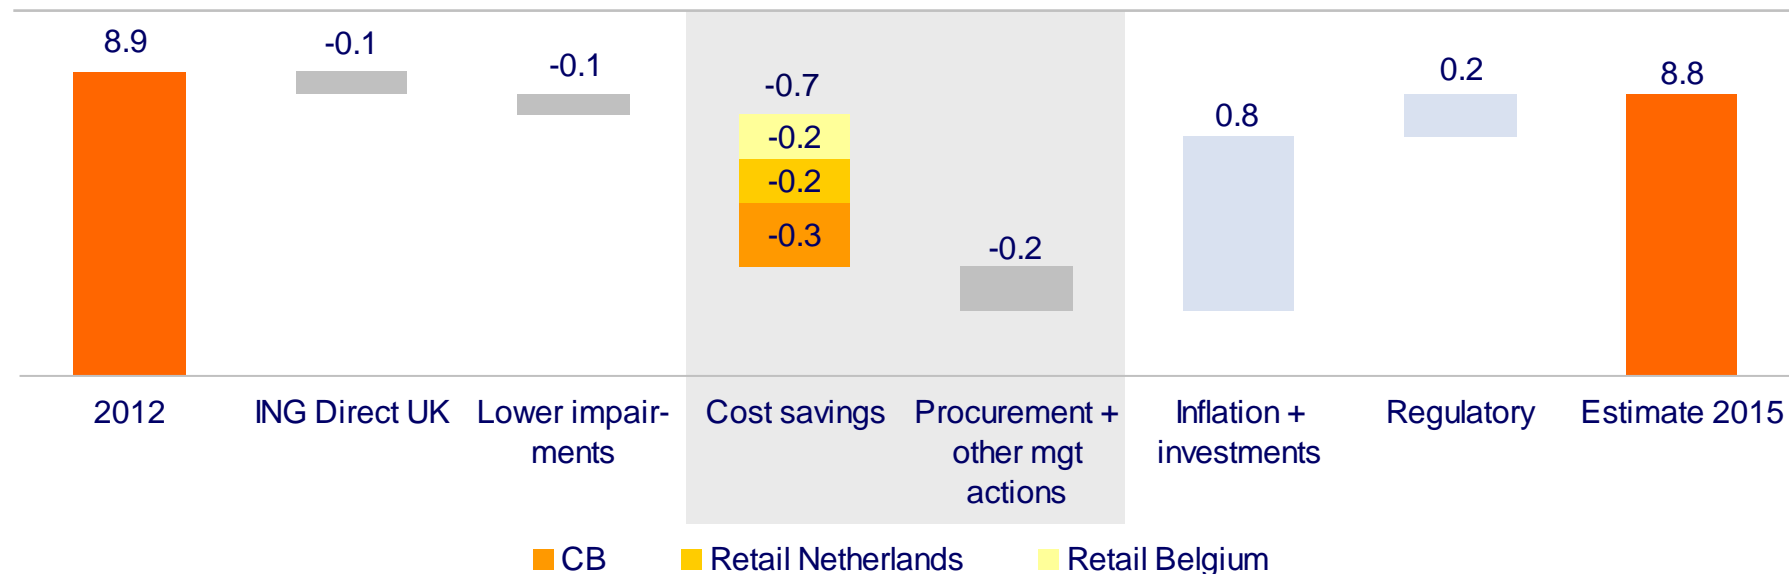 8.9
-0.1
-0.1
-0.7
-0.2
-0.2
-0.3
-0.2
0.8
0.2
8.8
2012
ING Direct UK
Lower impair-
ments
Cost savings
Procurement +
other mgt
actions
Inflation +
investments
Regulatory
Estimate 2015
CB
Retail Netherlands
Retail Belgium